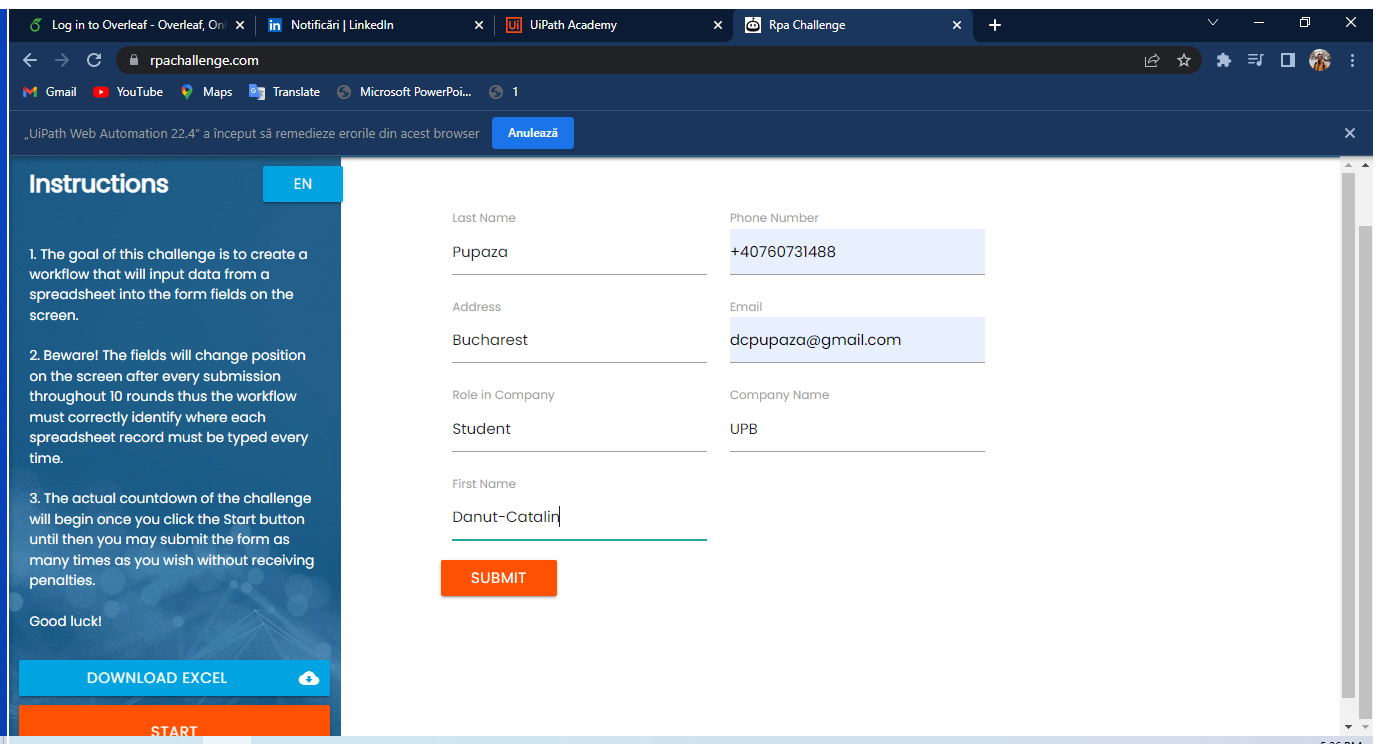 Log in to Overleaf - Overleaf, Onl
Notificări | LinkedIn
UiPath Academy
Rpa Challenge
rpachallenge.com
Gmail
YouTube
Maps
Translate
Microsoft PowerPoi...
1
„UiPath Web Automation 22.4” a început să remedieze erorile din acest browser
Anulează
Instructions
EN
1. The goal of this challenge is to create a
workflow that will input data from a
spreadsheet into the form fields on the
screen.
2. Beware! The fields will change position
on the screen after every submission
throughout 10 rounds thus the workflow
must correctly identify where each
spreadsheet record must be typed every
time.
3. The actual countdown of the challenge
will begin once you click the Start button
until then you may submit the form as
many times as you wish without receiving
penalties.
Good luck!
DOWNLOAD EXCEL
START
Last Name
Pupaza
Phone Number
+40760731488
Address
Bucharest
Email
dcpupaza@gmail.com
Role in Company
Student
Company Name
UPB
First Name
Danut-Catalin
SUBMIT